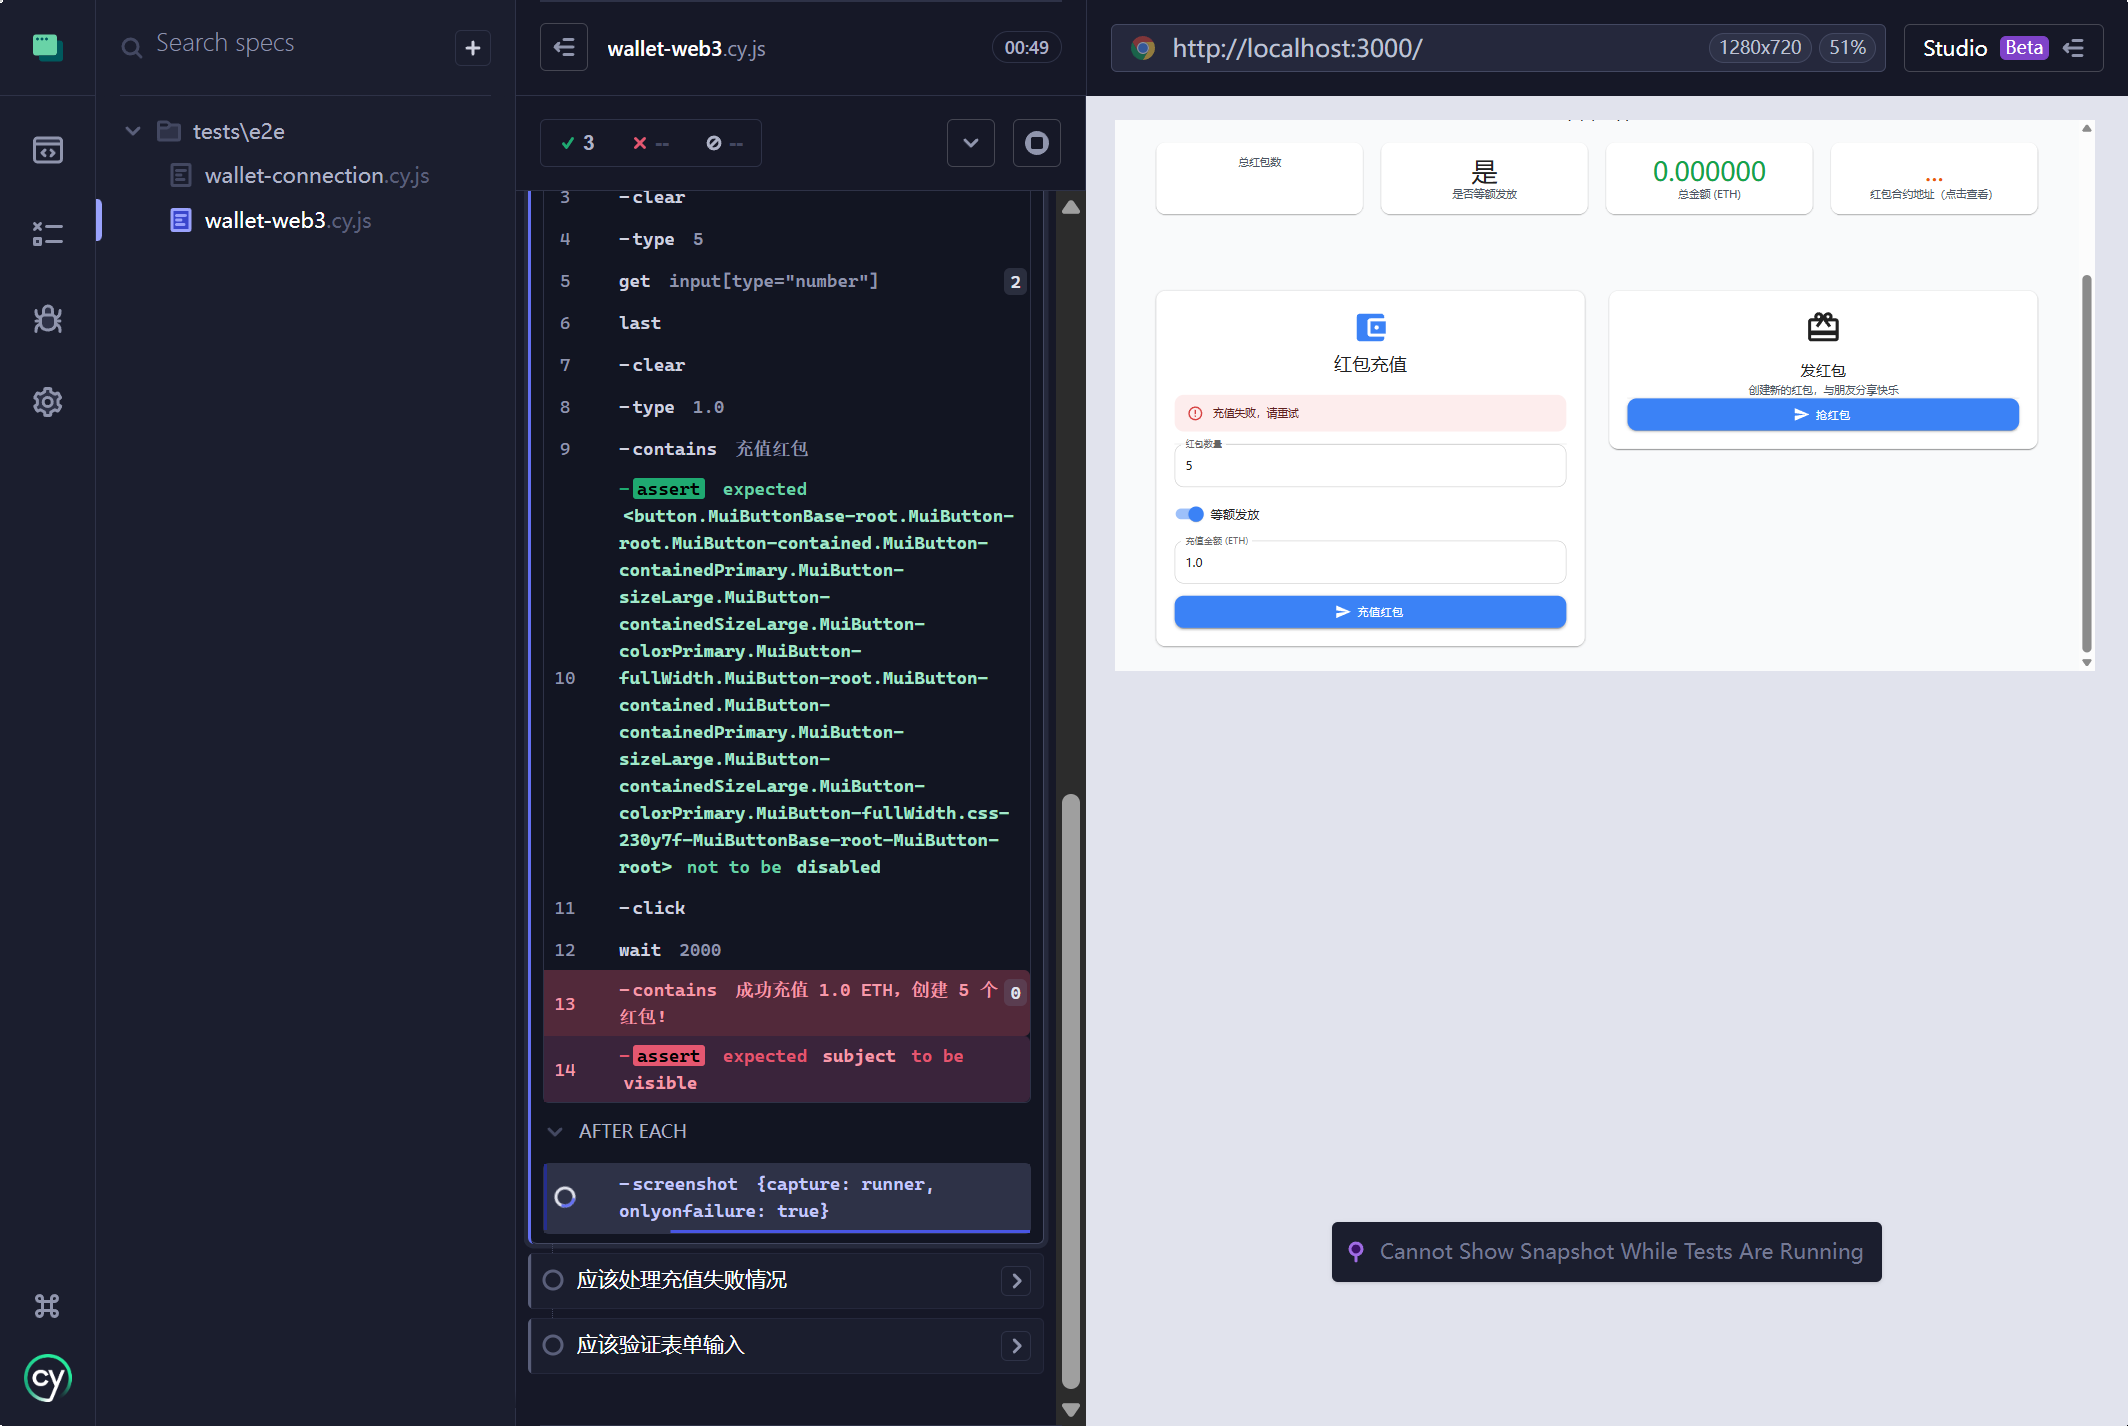 Search specs
tests\e2e
wallet-connection.cy.js
wallet-web3.cy.js
cy
wallet-web3.cy.js
00:49
3
--
--
3 -clear
4 -type 5
5 get input[type="number"] 2
6 last
7 -clear
8 -type 1.0
9 -contains 充值红包
-assert expected
<button.MuiButtonBase-root.MuiButton-
root.MuiButton-contained.MuiButton-
containedPrimary.MuiButton-
sizeLarge.MuiButton-
containedSizeLarge.MuiButton-
colorPrimary.MuiButton-
10 fullWidth.MuiButton-root.MuiButton-
contained.MuiButton-
containedPrimary.MuiButton-
sizeLarge.MuiButton-
containedSizeLarge.MuiButton-
colorPrimary.MuiButton-fullWidth.css-
230y7f-MuiButtonBase-root-MuiButton-
root> not to be disabled
11 -click
12 wait 2000
13 -contains 成功充值 1.0 ETH，创建 5 个 0
红包!
14 -assert expected subject to be
visible
AFTER EACH
-screenshot {capture: runner,
onlyonfailure: true}
应该处理充值失败情况
应该验证表单输入
http://localhost:3000/
1280x720
51%
Studio Beta
总红包数
是
是否等额发放
0.000000
总金额 (ETH)
...
红包合约地址（点击查看）
红包充值
充值失败，请重试
红包数量
5
等额发放
充值金额 (ETH)
1.0
充值红包
发红包
创建新的红包，与朋友分享快乐
抢红包
Cannot Show Snapshot While Tests Are Running